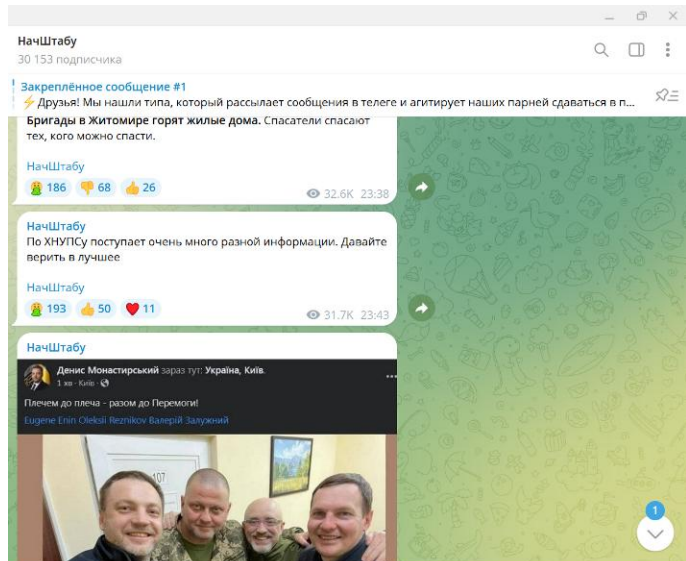 НачШтабу
30 153 подписчика
Закреплённое сообщение #1
⚡Друзья! Мы нашли типа, который рассылает сообщения в телеге и агитирует наших парней сдаваться в п...
Бригады в Житомире горят жилые дома. Спасатели спасают
тех, кого можно спасти.
НачШтабу
186 68 26
32.6K 23:38
НачШтабу
По ХНУПСу поступает очень много разной информации. Давайте
верить в лучшее
НачШтабу
193 50 11
31.7K 23:43
НачШтабу
Денис Монастирський зараз тут: Україна, Київ.
1 хв · Київ ·
Плечем до плеча - разом до Перемоги!
Eugene Enin Oleksii Reznikov Валерій Залужний
107
1